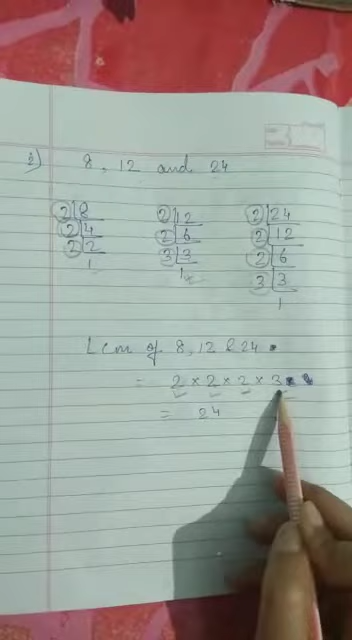 2) 8, 12 and 24
2|8 2|12 2|24
2|4 2|6 2|12
2|2 3|3 2|6
1 1 3|3
1
Lcm of 8, 12 & 24
= 2 × 2 × 2 × 3
= 24